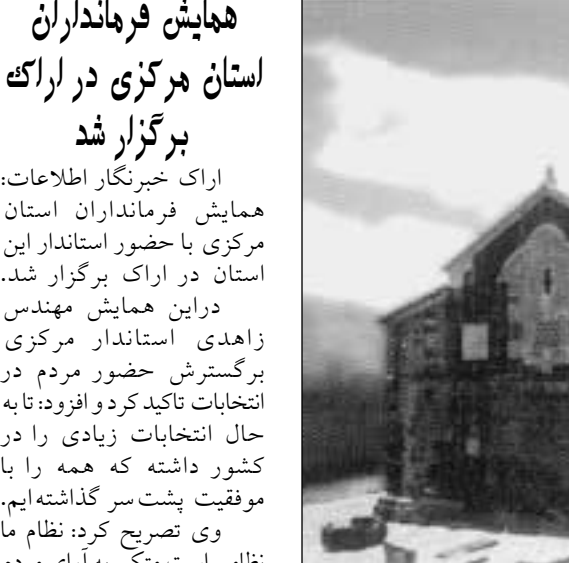 همایش فرمانداران
استان مرکزی در اراک
برگزار شد
اراک خبرنگار اطلاعات:
همایش فرمانداران استان
مرکزی با حضور استاندار این
استان در اراک برگزار شد.
دراین همایش مهندس
زاهدی استاندار مرکزی
برگسترش حضور مردم در
انتخابات تاکید کرد و افزود: تا به
حال انتخابات زیادی را در
کشور داشته که همه را با
موفقیت پشت سر گذاشته ایم.
وی تصریح کرد: نظام ما